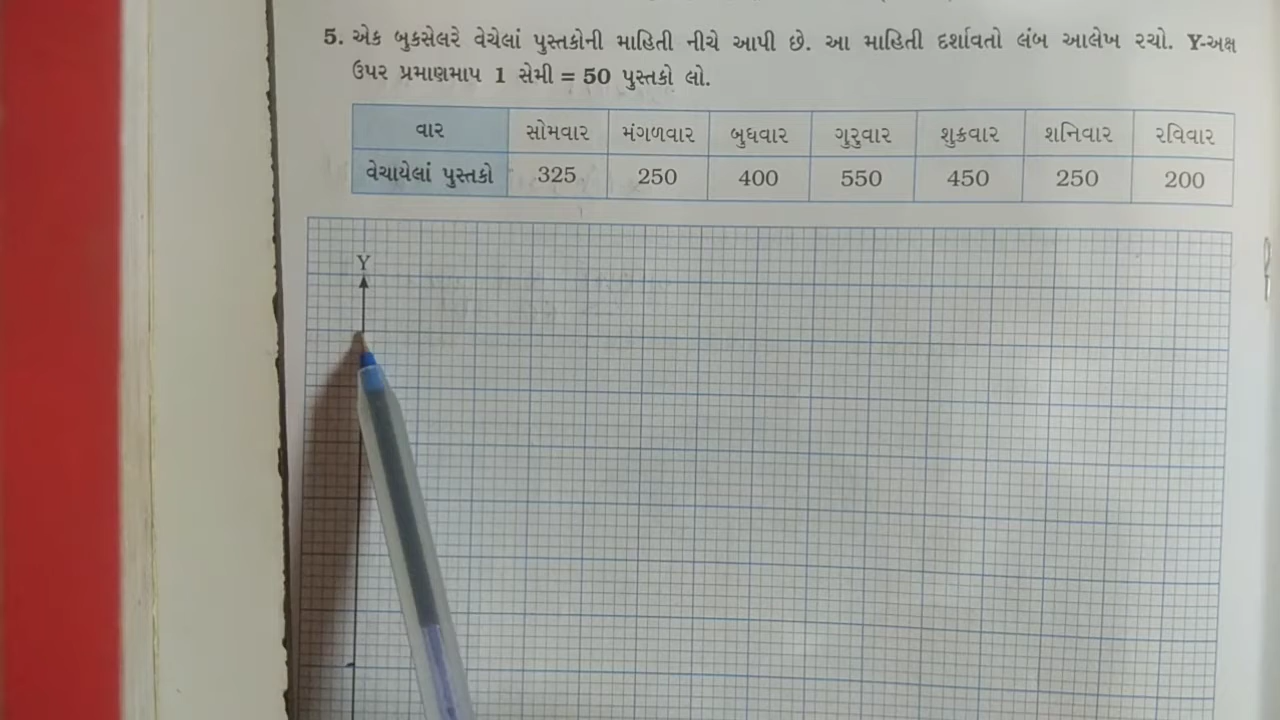 5. એક બુકસેલરે વેચેલાં પુસ્તકોની માહિતી નીચે આપી છે. આ માહિતી દર્શાવતો લંબ આલેખ રચો. Y-અક્ષ
ઉપર પ્રમાણમાપ 1 સેમી = 50 પુસ્તકો લો.
વાર સોમવાર મંગળવાર બુધવાર ગુરુવાર શુક્રવાર શનિવાર રવિવાર
વેચાયેલાં પુસ્તકો 325 250 400 550 450 250 200
Y